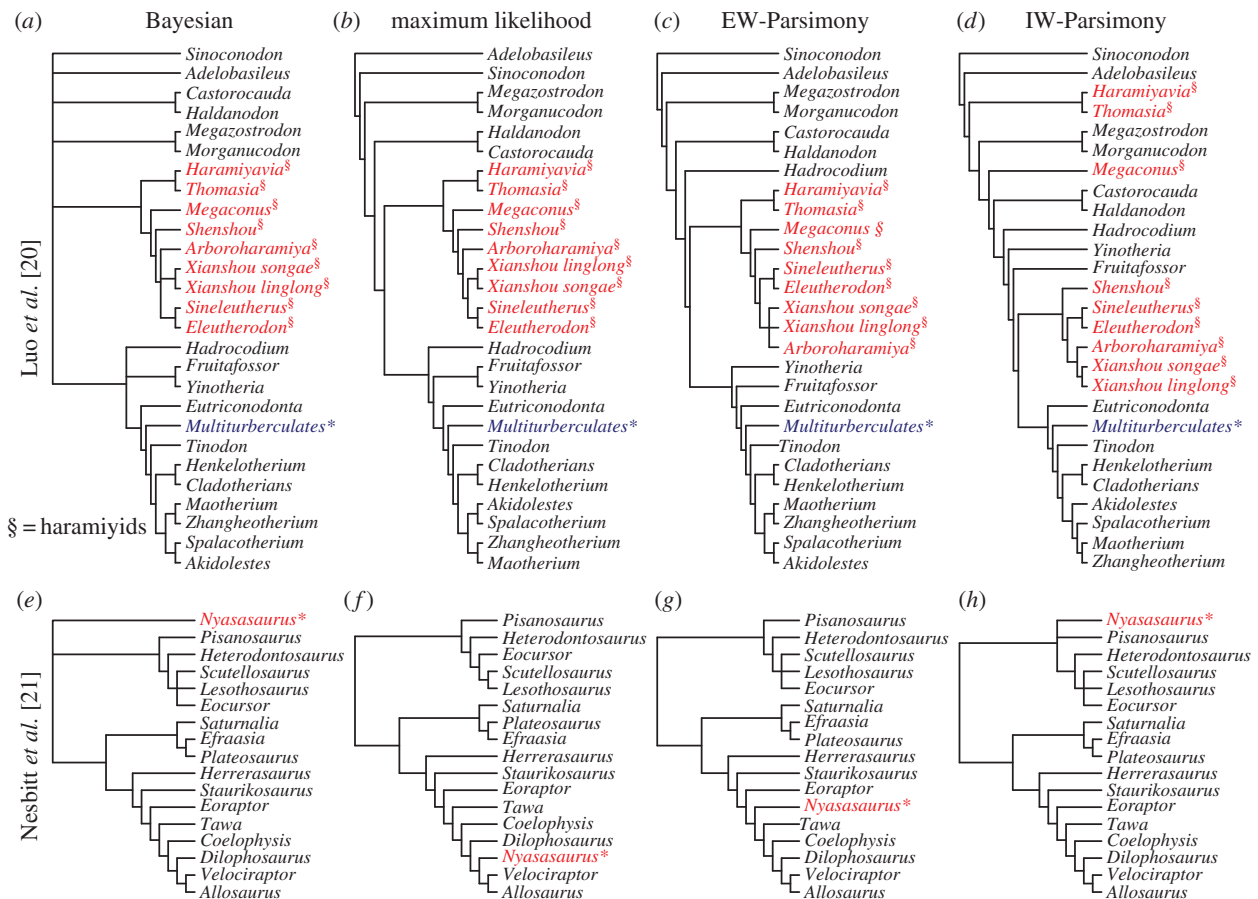 (a) Bayesian
(b) maximum likelihood
(c) EW-Parsimony
(d) IW-Parsimony
Luo et al. [20]
Sinoconodon
Adelobasileus
Castorocauda
Haldanodon
Megazostrodon
Morganucodon
Haramiyavia§
Thomasia§
Megaconus§
Shenshou§
Arboroharamiya§
Xianshou songae§
Xianshou linglong§
Sineleutherus§
Eleutherodon§
Hadrocodium
Fruitafossor
Yinotheria
Eutriconodonta
Multiturberculates*
Tinodon
Henkelotherium
Cladotherians
Maotherium
Zhangheotherium
Spalacotherium
Akidolestes
§ = haramiyids
Adelobasileus
Sinoconodon
Megazostrodon
Morganucodon
Haldanodon
Castorocauda
Haramiyavia§
Thomasia§
Megaconus§
Shenshou§
Arboroharamiya§
Xianshou linglong§
Xianshou songae§
Sineleutherus§
Eleutherodon§
Hadrocodium
Fruitafossor
Yinotheria
Eutriconodonta
Multiturberculates*
Tinodon
Cladotherians
Henkelotherium
Akidolestes
Spalacotherium
Zhangheotherium
Maotherium
Sinoconodon
Adelobasileus
Megazostrodon
Morganucodon
Castorocauda
Haldanodon
Hadrocodium
Haramiyavia§
Thomasia§
Megaconus §
Shenshou§
Sineleutherus§
Eleutherodon§
Xianshou songae§
Xianshou linglong§
Arboroharamiya§
Yinotheria
Fruitafossor
Eutriconodonta
Multiturberculates*
Tinodon
Cladotherians
Henkelotherium
Maotherium
Zhangheotherium
Spalacotherium
Akidolestes
Sinoconodon
Adelobasileus
Haramiyavia§
Thomasia§
Megazostrodon
Morganucodon
Megaconus§
Castorocauda
Haldanodon
Hadrocodium
Yinotheria
Fruitafossor
Shenshou§
Sineleutherus§
Eleutherodon§
Arboroharamiya§
Xianshou songae§
Xianshou linglong§
Eutriconodonta
Multiturberculates*
Tinodon
Henkelotherium
Cladotherians
Akidolestes
Spalacotherium
Maotherium
Zhangheotherium
Nesbitt et al. [21]
(e)
Nyasasaurus*
Pisanosaurus
Heterodontosaurus
Scutellosaurus
Lesothosaurus
Eocursor
Saturnalia
Efraasia
Plateosaurus
Herrerasaurus
Staurikosaurus
Eoraptor
Tawa
Coelophysis
Dilophosaurus
Velociraptor
Allosaurus
(f)
Pisanosaurus
Heterodontosaurus
Eocursor
Scutellosaurus
Lesothosaurus
Saturnalia
Plateosaurus
Efraasia
Herrerasaurus
Staurikosaurus
Eoraptor
Tawa
Coelophysis
Dilophosaurus
Nyasasaurus*
Velociraptor
Allosaurus
(g)
Pisanosaurus
Heterodontosaurus
Scutellosaurus
Lesothosaurus
Eocursor
Saturnalia
Efraasia
Plateosaurus
Herrerasaurus
Staurikosaurus
Eoraptor
Nyasasaurus*
Tawa
Coelophysis
Dilophosaurus
Velociraptor
Allosaurus
(h)
Nyasasaurus*
Pisanosaurus
Heterodontosaurus
Scutellosaurus
Lesothosaurus
Eocursor
Saturnalia
Efraasia
Plateosaurus
Herrerasaurus
Staurikosaurus
Eoraptor
Tawa
Coelophysis
Dilophosaurus
Velociraptor
Allosaurus